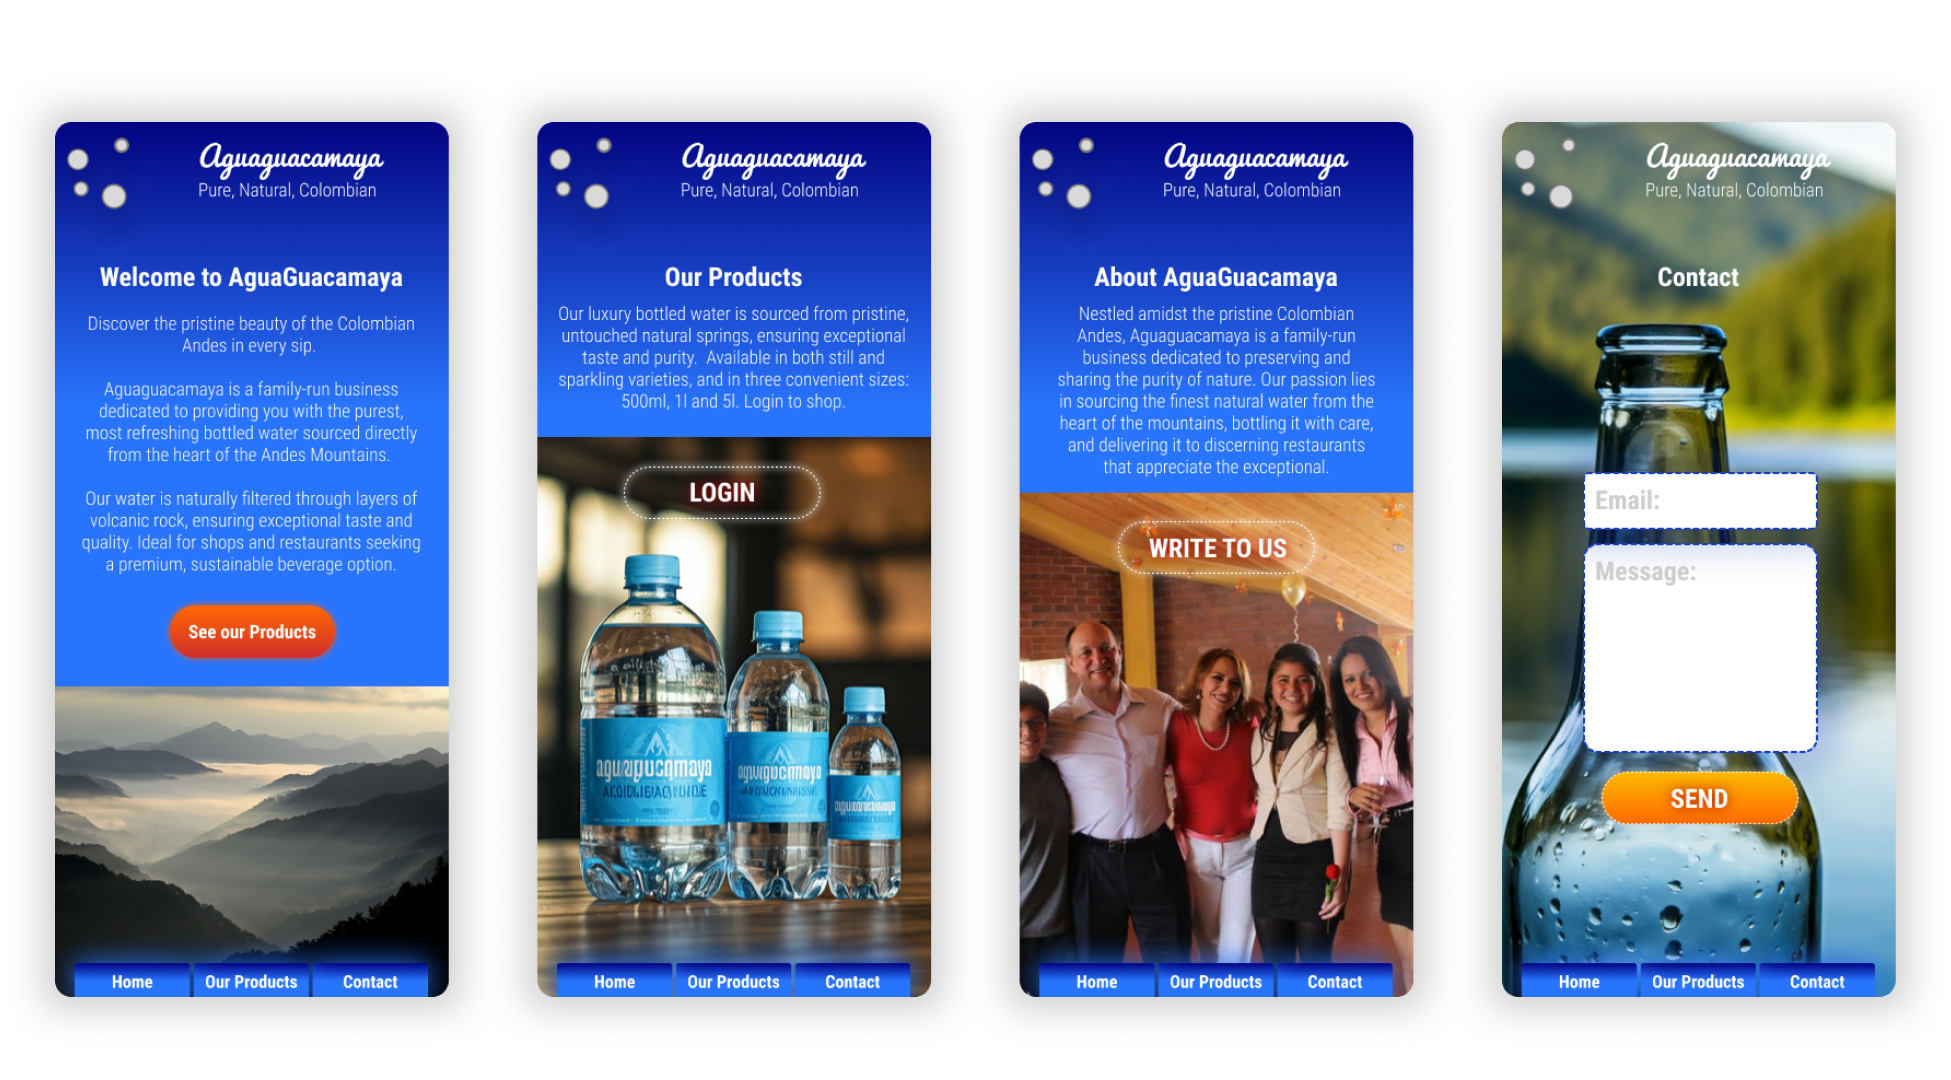 Aguaguacamaya
Pure, Natural, Colombian
Welcome to AguaGuacamaya
Discover the pristine beauty of the Colombian
Andes in every sip.
Aguaguacamaya is a family-run business
dedicated to providing you with the purest,
most refreshing bottled water sourced directly
from the heart of the Andes Mountains.
Our water is naturally filtered through layers of
volcanic rock, ensuring exceptional taste and
quality. Ideal for shops and restaurants seeking
a premium, sustainable beverage option.
See our Products
Home
Our Products
Contact
Aguaguacamaya
Pure, Natural, Colombian
Our Products
Our luxury bottled water is sourced from pristine,
untouched natural springs, ensuring exceptional
taste and purity.  Available in both still and
sparkling varieties, and in three convenient sizes:
500ml, 1l and 5l. Login to shop.
LOGIN
Home
Our Products
Contact
Aguaguacamaya
Pure, Natural, Colombian
About AguaGuacamaya
Nestled amidst the pristine Colombian
Andes, Aguaguacamaya is a family-run
business dedicated to preserving and
sharing the purity of nature. Our passion lies
in sourcing the finest natural water from the
heart of the mountains, bottling it with care,
and delivering it to discerning restaurants
that appreciate the exceptional.
WRITE TO US
Home
Our Products
Contact
Aguaguacamaya
Pure, Natural, Colombian
Contact
Email:
Message:
SEND
Home
Our Products
Contact